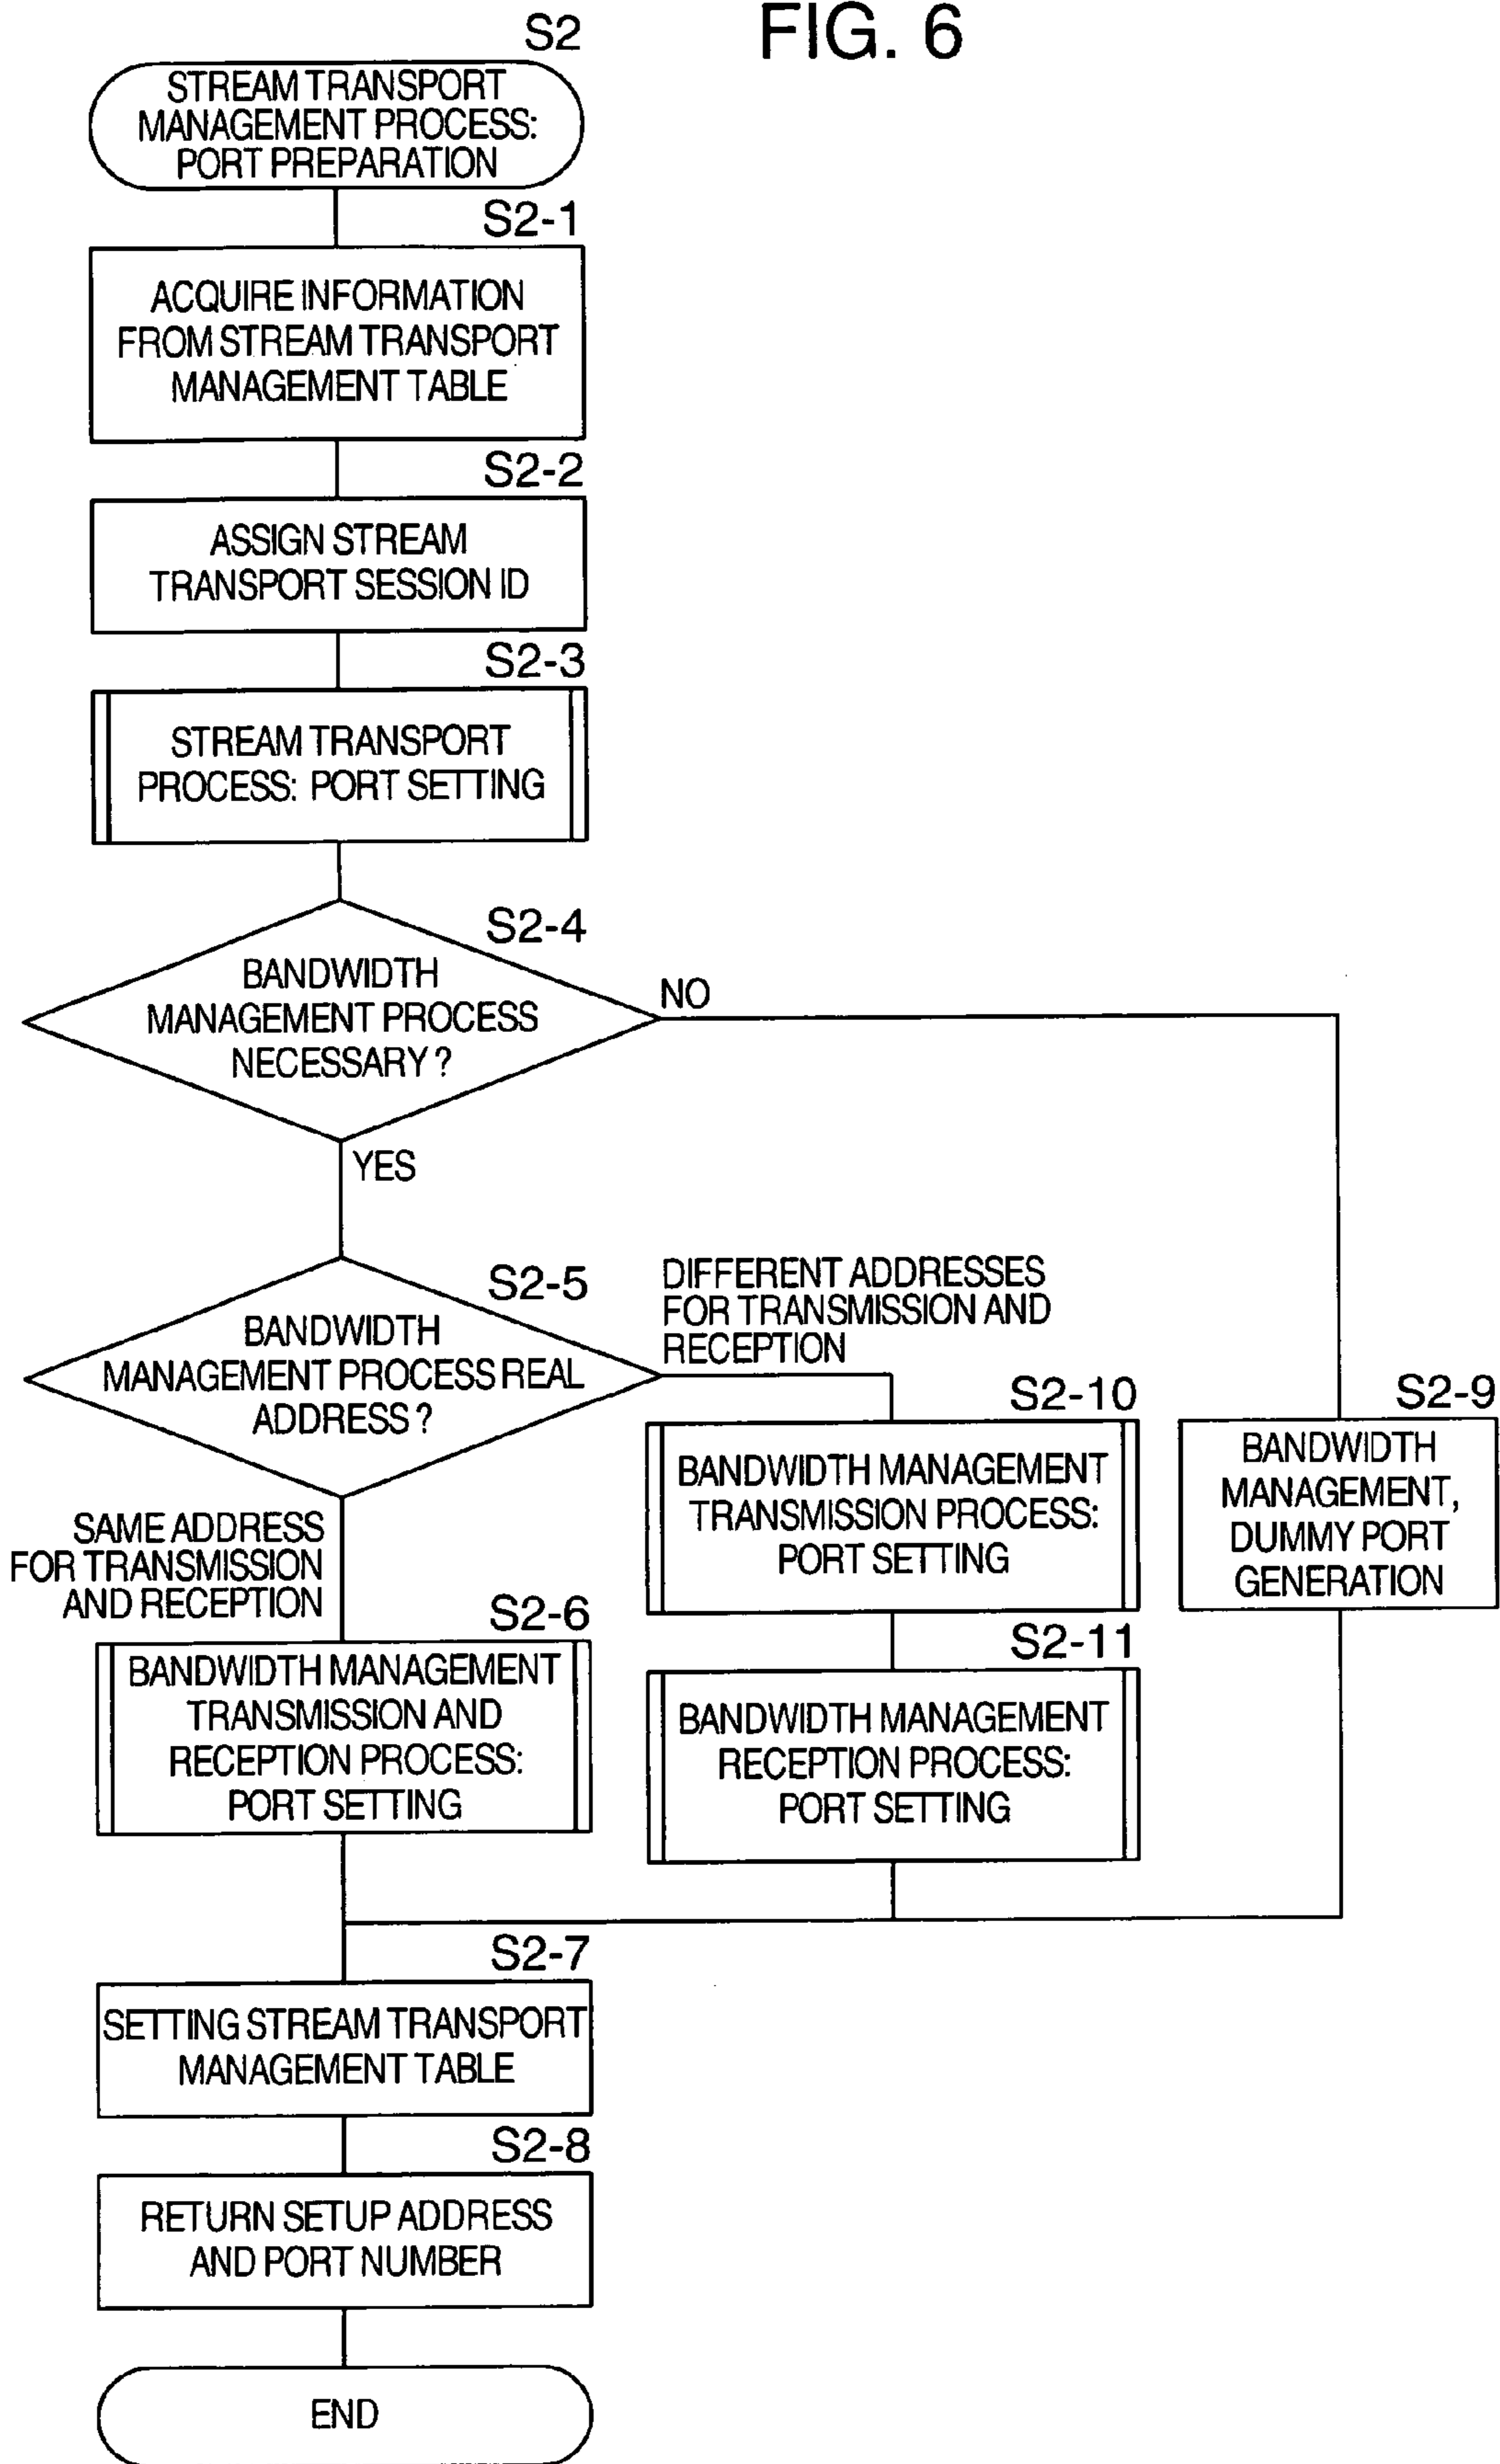 FIG. 6
S2
STREAM TRANSPORT
MANAGEMENT PROCESS:
PORT PREPARATION
S2-1
ACQUIRE INFORMATION
FROM STREAM TRANSPORT
MANAGEMENT TABLE
S2-2
ASSIGN STREAM
TRANSPORT SESSION ID
S2-3
STREAM TRANSPORT
PROCESS: PORT SETTING
S2-4
BANDWIDTH
MANAGEMENT PROCESS
NECESSARY?
NO
YES
S2-5
BANDWIDTH
MANAGEMENT PROCESS REAL
ADDRESS?
DIFFERENT ADDRESSES
FOR TRANSMISSION AND
RECEPTION
SAME ADDRESS
FOR TRANSMISSION
AND RECEPTION
S2-10
BANDWIDTH MANAGEMENT
TRANSMISSION PROCESS:
PORT SETTING
S2-9
BANDWIDTH
MANAGEMENT,
DUMMY PORT
GENERATION
S2-6
BANDWIDTH MANAGEMENT
TRANSMISSION AND
RECEPTION PROCESS:
PORT SETTING
S2-11
BANDWIDTH MANAGEMENT
RECEPTION PROCESS:
PORT SETTING
S2-7
SETTING STREAM TRANSPORT
MANAGEMENT TABLE
S2-8
RETURN SETUP ADDRESS
AND PORT NUMBER
END